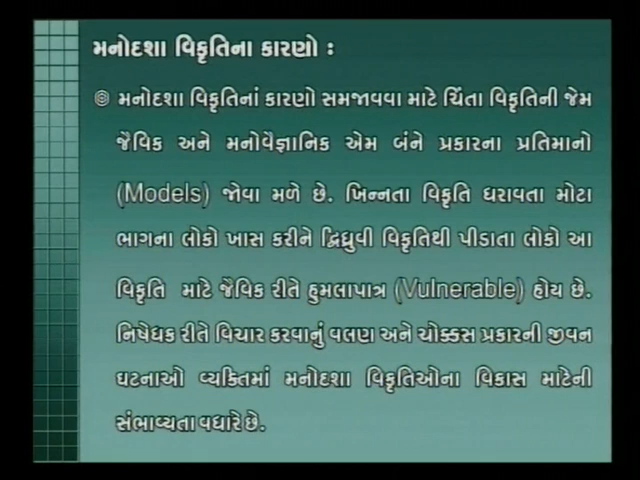 મનોદશા વિકૃતિના કારણો :
મનોદશા વિકૃતિનાં કારણો સમજાવવા માટે ચિંતા વિકૃતિની જેમ
જૈવિક અને મનોવૈજ્ઞાનિક એમ બંને પ્રકારના પ્રતિમાનો
(Models) જોવા મળે છે. ખિન્નતા વિકૃતિ ધરાવતા મોટા
ભાગના લોકો ખાસ કરીને દ્વિધ્રુવી વિકૃતિથી પીડાતા લોકો આ
વિકૃતિ માટે જૈવિક રીતે હુમલાપાત્ર (Vulnerable) હોય છે.
નિષેધક રીતે વિચાર કરવાનું વલણ અને ચોક્કસ પ્રકારની જીવન
ઘટનાઓ વ્યક્તિમાં મનોદશા વિકૃતિઓના વિકાસ માટેની
સંભાવ્યતા વધારે છે.